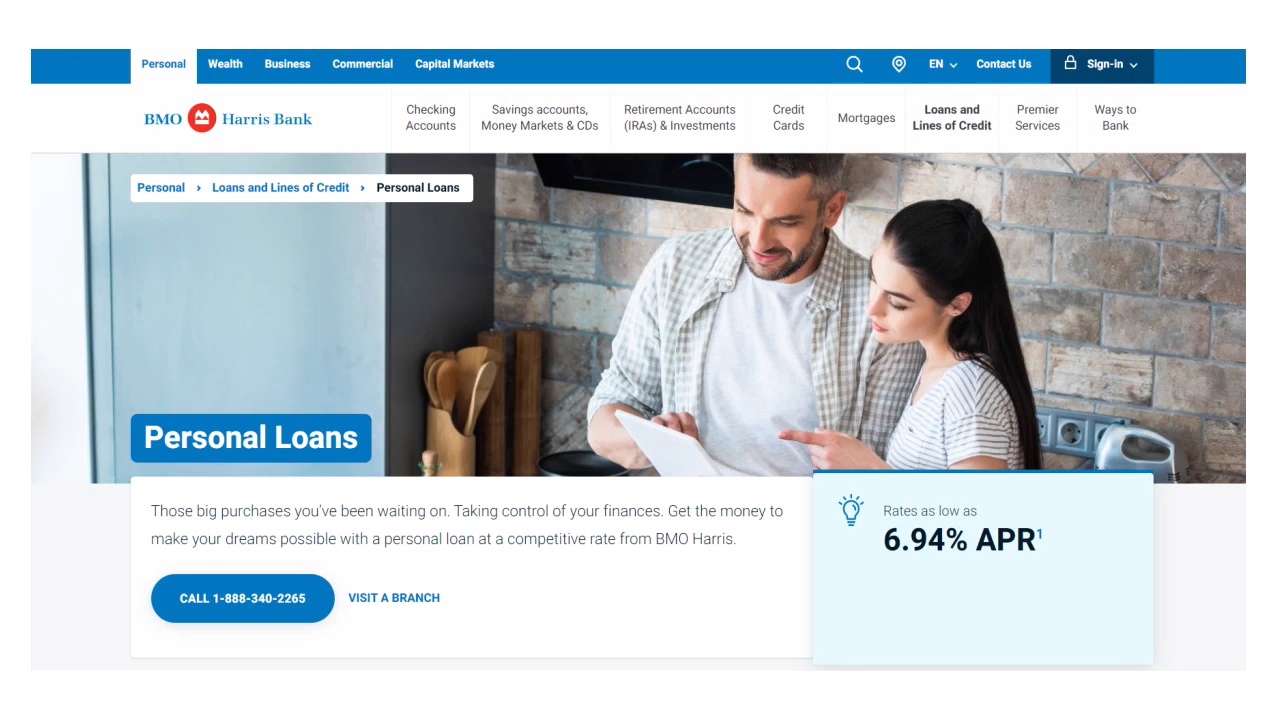 Personal Wealth Business Commercial Capital Markets EN Contact Us Sign-in
BMO Harris Bank
Checking
Accounts
Savings accounts,
Money Markets & CDs
Retirement Accounts
(IRAs) & Investments
Credit
Cards
Mortgages
Loans and
Lines of Credit
Premier
Services
Ways to
Bank
Personal › Loans and Lines of Credit › Personal Loans
Personal Loans
Those big purchases you've been waiting on. Taking control of your finances. Get the money to
make your dreams possible with a personal loan at a competitive rate from BMO Harris.
CALL 1-888-340-2265 VISIT A BRANCH
Rates as low as
6.94% APR¹